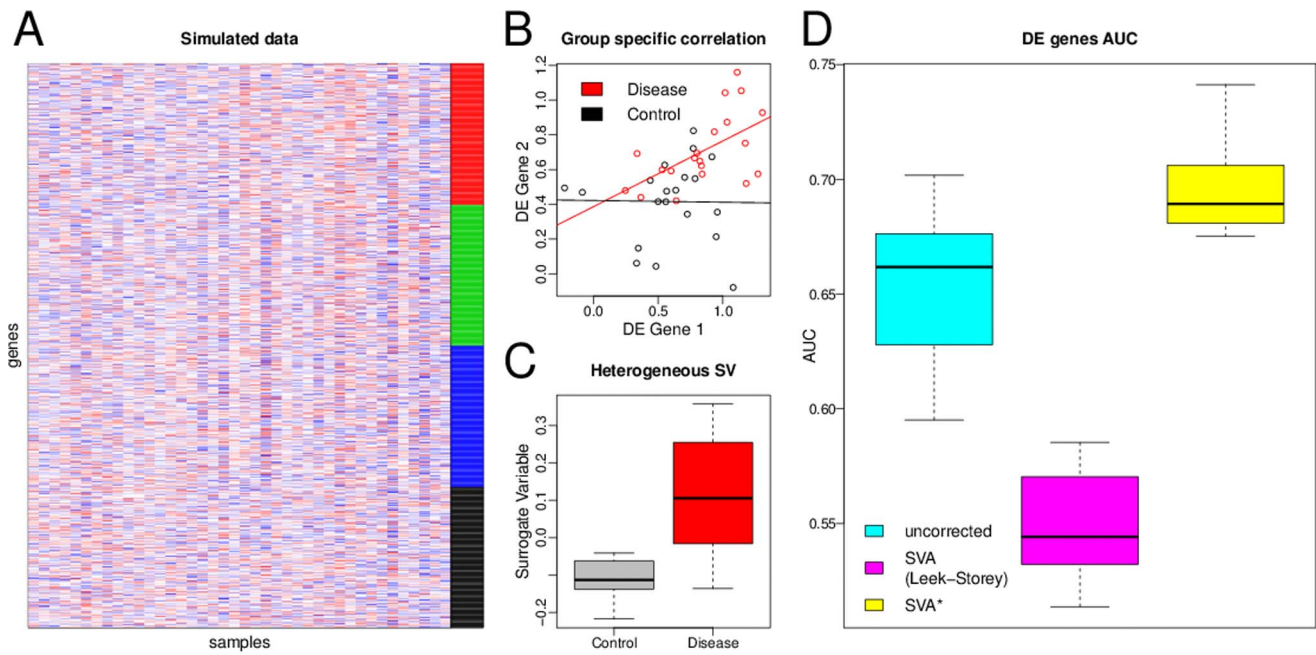 A
Simulated data
genes
samples
B
Group specific correlation
Disease
Control
DE Gene 2
0.0
0.2
0.4
0.6
0.8
1.0
1.2
0.0 0.5 1.0
DE Gene 1
C
Heterogeneous SV
Surrogate Variable
−0.2
0.0
0.1
0.2
0.3
Control Disease
D
DE genes AUC
AUC
0.75
0.70
0.65
0.60
0.55
uncorrected
SVA
(Leek−Storey)
SVA*